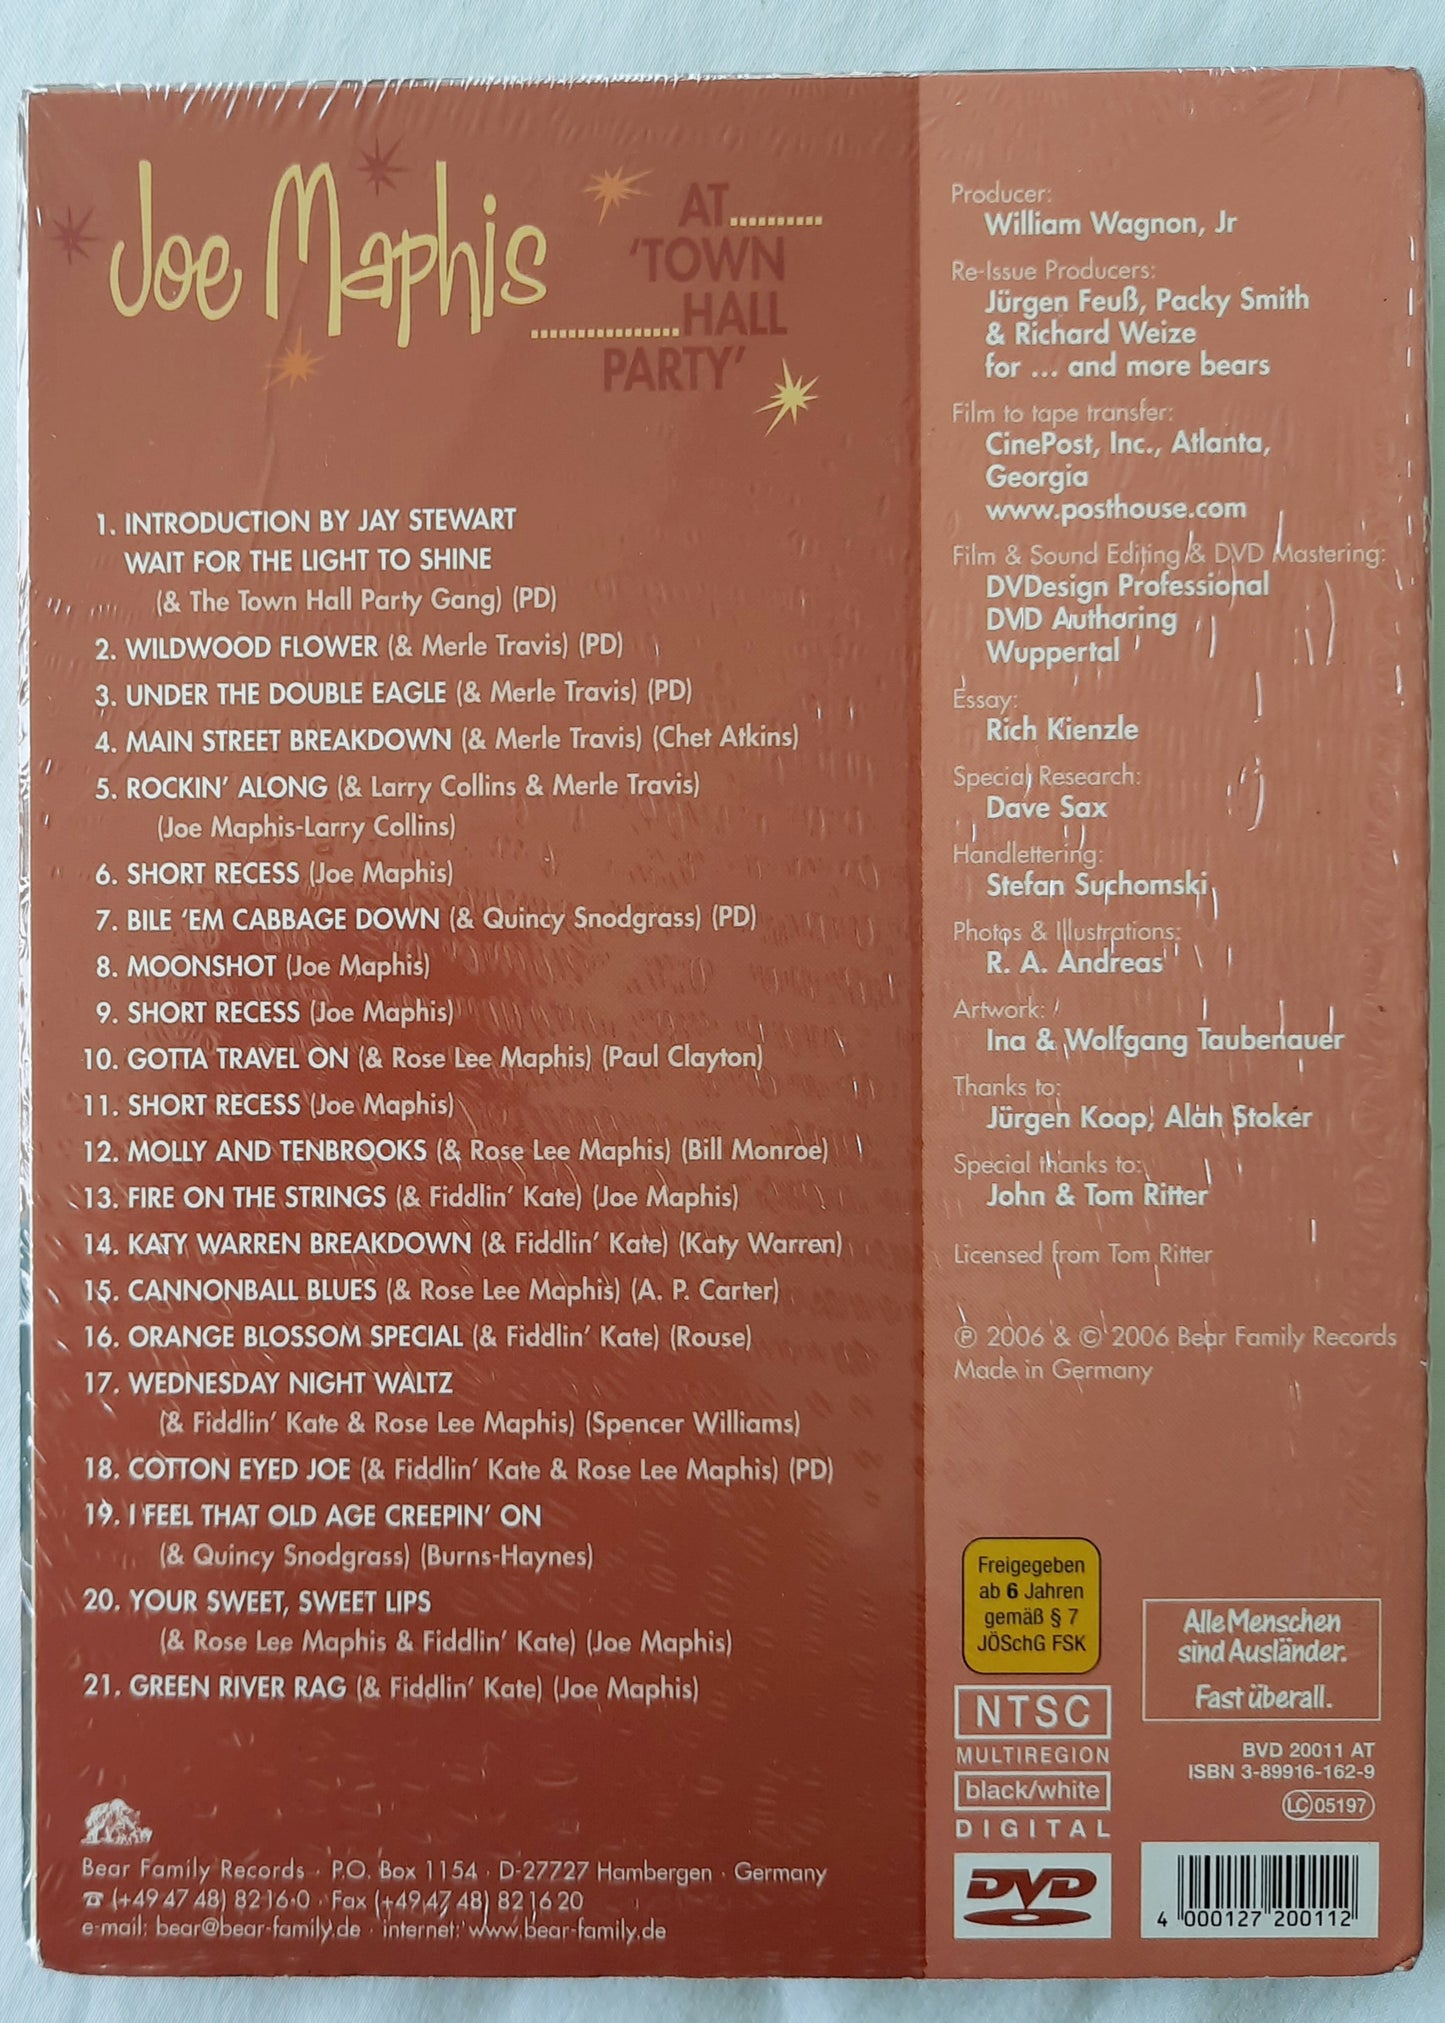 Joe Maphis
AT
'TOWN
HALL
PARTY'
1. INTRODUCTION BY JAY STEWART
WAIT FOR THE LIGHT TO SHINE
(& The Town Hall Party Gang) (PD)
2. WILDWOOD FLOWER (& Merle Travis) (PD)
3. UNDER THE DOUBLE EAGLE (& Merle Travis) (PD)
4. MAIN STREET BREAKDOWN (& Merle Travis) (Chet Atkins)
5. ROCKIN' ALONG (& Larry Collins & Merle Travis)
(Joe Maphis-Larry Collins)
6. SHORT RECESS (Joe Maphis)
7. BILE 'EM CABBAGE DOWN (& Quincy Snodgrass) (PD)
8. MOONSHOT (Joe Maphis)
9. SHORT RECESS (Joe Maphis)
10. GOTTA TRAVEL ON (& Rose Lee Maphis) (Paul Clayton)
11. SHORT RECESS (Joe Maphis)
12. MOLLY AND TENBROOKS (& Rose Lee Maphis) (Bill Monroe)
13. FIRE ON THE STRINGS (& Fiddlin' Kate) (Joe Maphis)
14. KATY WARREN BREAKDOWN (& Fiddlin' Kate) (Katy Warren)
15. CANNONBALL BLUES (& Rose Lee Maphis) (A. P. Carter)
16. ORANGE BLOSSOM SPECIAL (& Fiddlin' Kate) (Rouse)
17. WEDNESDAY NIGHT WALTZ
(& Fiddlin' Kate & Rose Lee Maphis) (Spencer Williams)
18. COTTON EYED JOE (& Fiddlin' Kate & Rose Lee Maphis) (PD)
19. I FEEL THAT OLD AGE CREEPIN' ON
(& Quincy Snodgrass) (Burns-Haynes)
20. YOUR SWEET, SWEET LIPS
(& Rose Lee Maphis & Fiddlin' Kate) (Joe Maphis)
21. GREEN RIVER RAG (& Fiddlin' Kate) (Joe Maphis)
Bear Family Records · P.O. Box 1154 · D-27727 Hambergen · Germany
☎ (+49 47 48) 82 16-0 · Fax (+49 47 48) 82 16 20
e-mail: bear@bear-family.de · internet: www.bear-family.de
Producer:
William Wagnon, Jr
Re-Issue Producers:
Jürgen Feuß, Packy Smith
& Richard Weize
for ... and more bears
Film to tape transfer:
CinePost, Inc., Atlanta,
Georgia
www.posthouse.com
Film & Sound Editing & DVD Mastering:
DVDesign Professional
DVD Authoring
Wuppertal
Essay:
Rich Kienzle
Special Research:
Dave Sax
Handlettering:
Stefan Suchomski
Photos & Illustrations:
R. A. Andreas
Artwork:
Ina & Wolfgang Taubenauer
Thanks to:
Jürgen Koop, Alan Stoker
Special thanks to:
John & Tom Ritter
Licensed from Tom Ritter
℗ 2006 & © 2006 Bear Family Records
Made in Germany
Freigegeben
ab 6 Jahren
gemäß § 7
JÖSchG FSK
NTSC
MULTIREGION
black/white
DIGITAL
DVD
Alle Menschen
sind Ausländer.
Fast überall.
BVD 20011 AT
ISBN 3-89916-162-9
LC 05197
4 000127 200112